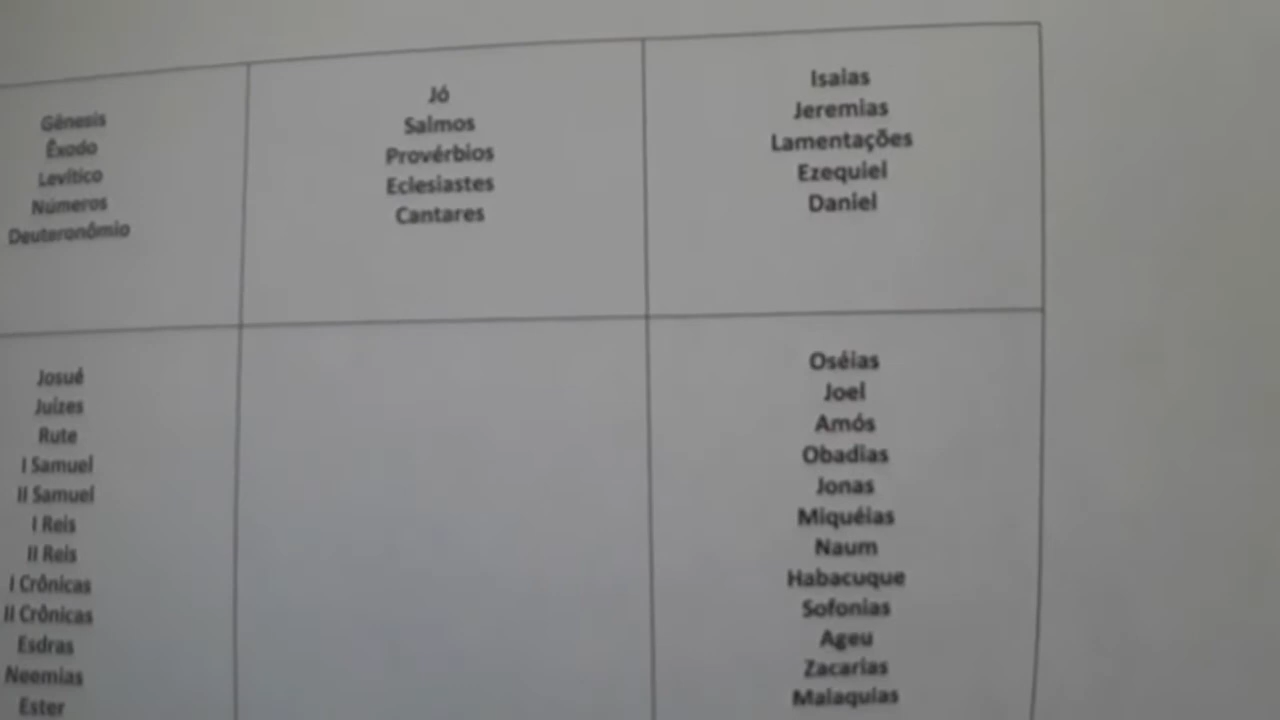 Gênesis
Êxodo
Levítico
Números
Deuteronômio
Jó
Salmos
Provérbios
Eclesiastes
Cantares
Isaias
Jeremias
Lamentações
Ezequiel
Daniel
Josué
Juízes
Rute
I Samuel
II Samuel
I Reis
II Reis
I Crônicas
II Crônicas
Esdras
Neemias
Ester
Oséias
Joel
Amós
Obadias
Jonas
Miquéias
Naum
Habacuque
Sofonias
Ageu
Zacarias
Malaquias